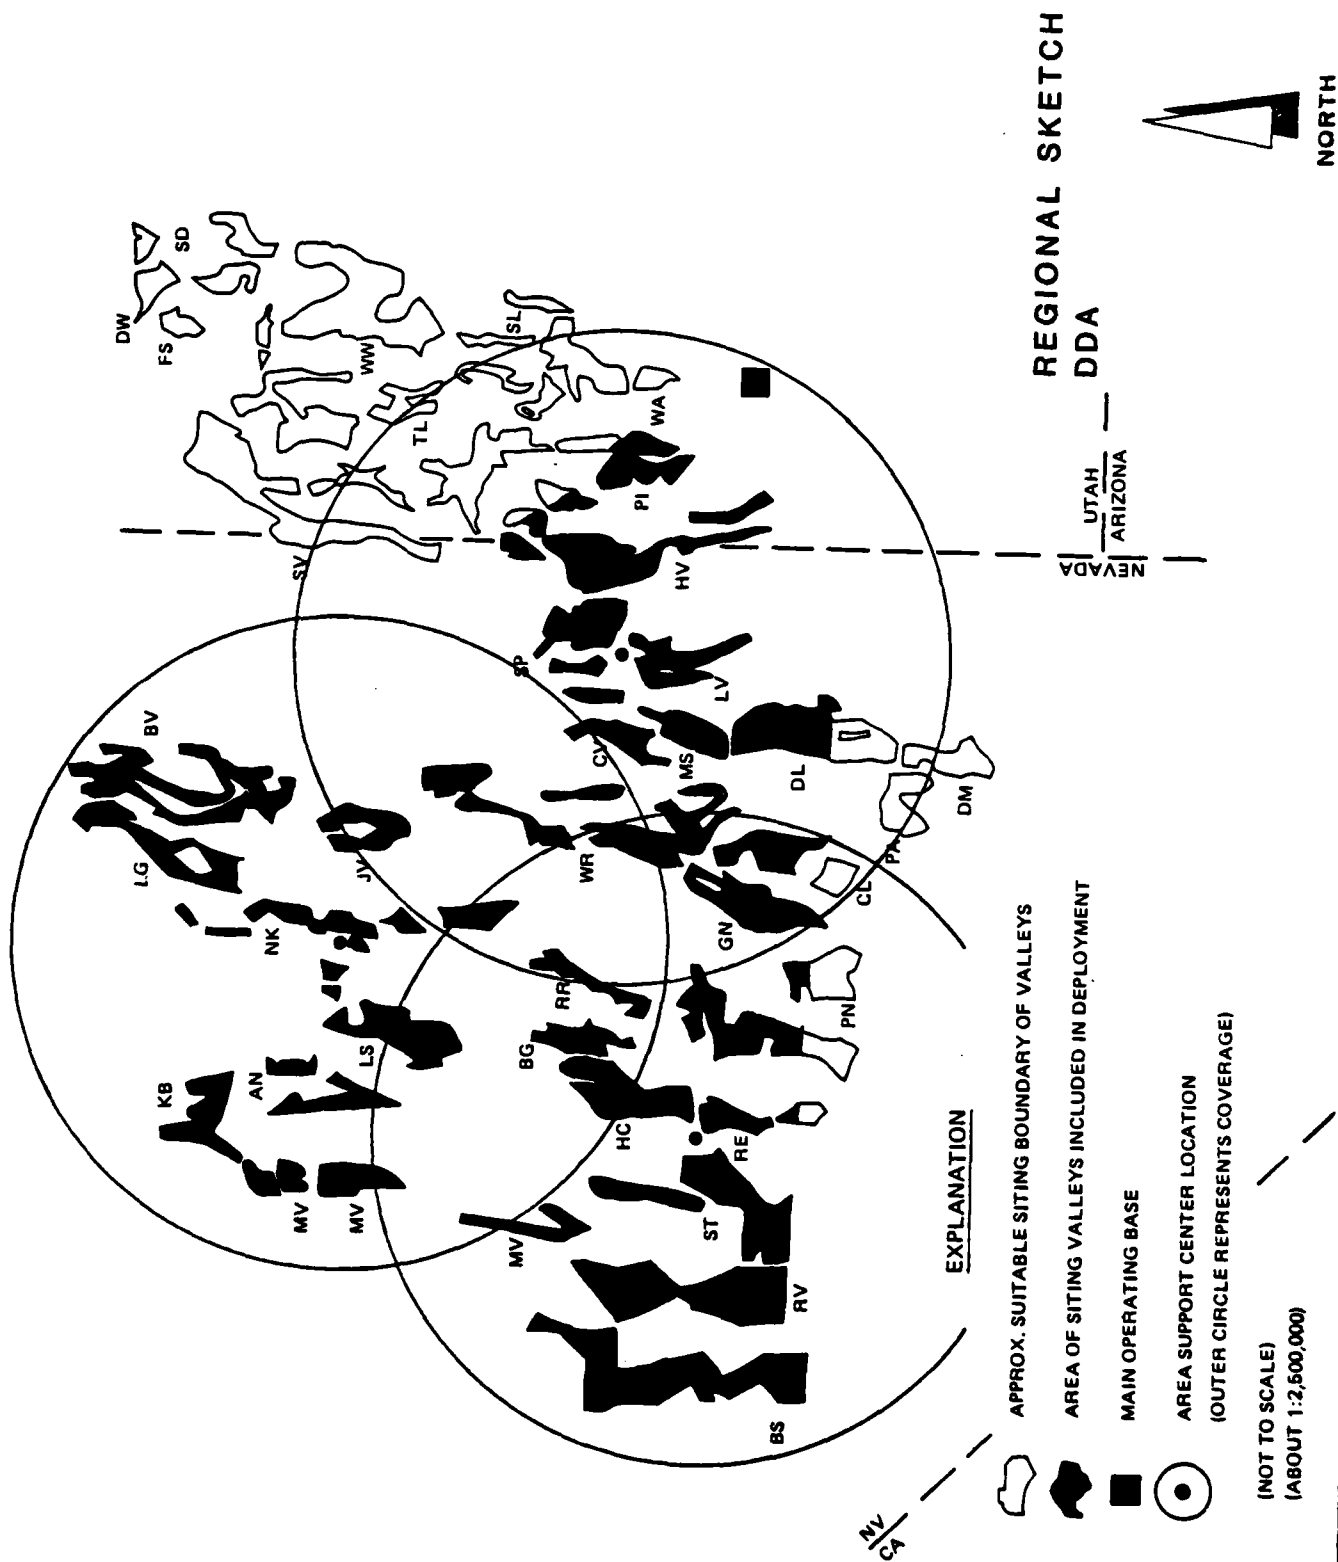 REGIONAL SKETCH
DDA
NORTH
DW
SD
FS
WW
SL
TL
WA
SV
PI
HV
UTAH
ARIZONA
NEVADA
BV
SP
LV
CV
MS
DL
DM
LG
JV
WR
PA
CL
GN
NK
RR
PN
LS
BG
AN
KB
HC
RE
MV
MV
MV
ST
RV
BS
NV
CA
EXPLANATION
APPROX. SUITABLE SITING BOUNDARY OF VALLEYS
AREA OF SITING VALLEYS INCLUDED IN DEPLOYMENT
MAIN OPERATING BASE
AREA SUPPORT CENTER LOCATION
(OUTER CIRCLE REPRESENTS COVERAGE)
(NOT TO SCALE)
(ABOUT 1:2,500,000)